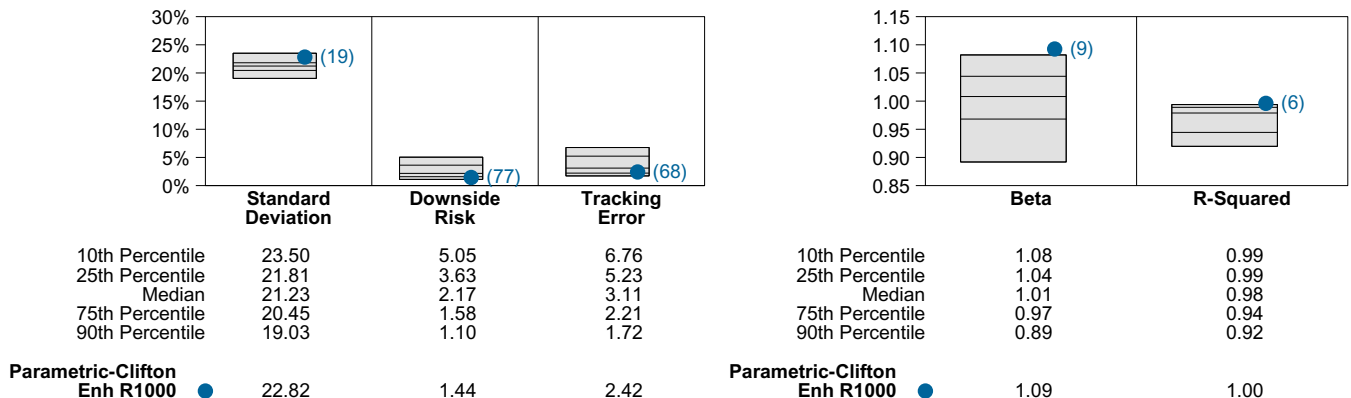 30%
25%
20%
15%
10%
5%
0%
(19)
(77)
(68)
Standard
Deviation
Downside
Risk
Tracking
Error
10th Percentile 23.50 5.05 6.76
25th Percentile 21.81 3.63 5.23
Median 21.23 2.17 3.11
75th Percentile 20.45 1.58 2.21
90th Percentile 19.03 1.10 1.72
Parametric-Clifton
Enh R1000 22.82 1.44 2.42
1.15
1.10
1.05
1.00
0.95
0.90
0.85
(9)
(6)
Beta R-Squared
10th Percentile 1.08 0.99
25th Percentile 1.04 0.99
Median 1.01 0.98
75th Percentile 0.97 0.94
90th Percentile 0.89 0.92
Parametric-Clifton
Enh R1000 1.09 1.00